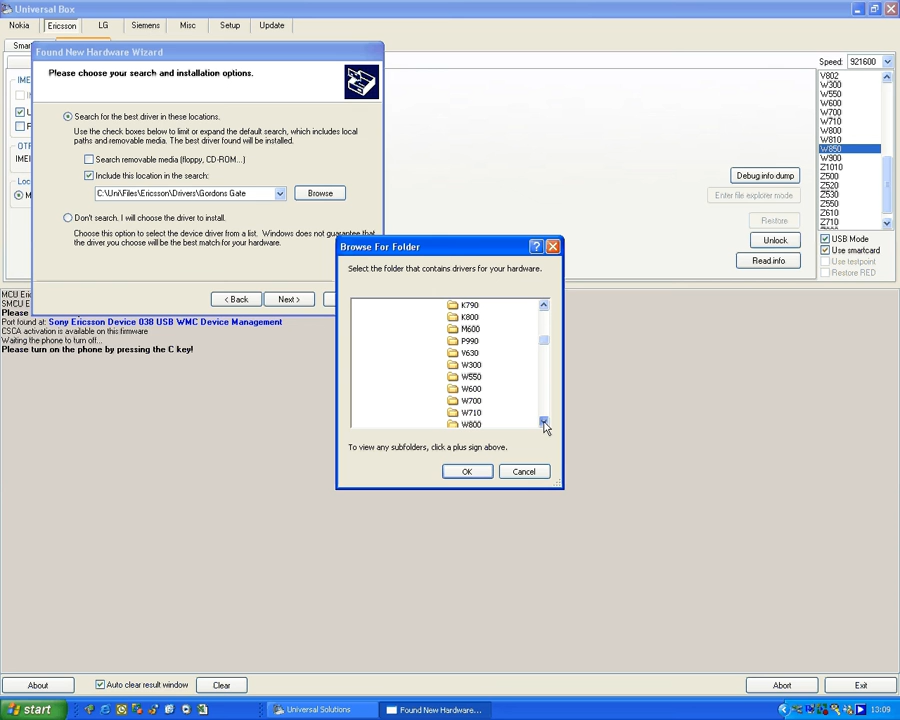 Universal Box
Nokia Ericsson LG Siemens Misc Setup Update
Found New Hardware Wizard
Please choose your search and installation options.
Search for the best driver in these locations.
Use the check boxes below to limit or expand the default search, which includes local
paths and removable media. The best driver found will be installed.
Search removable media (floppy, CD-ROM...)
Include this location in the search:
C:\Uni\Files\Ericsson\Drivers\Gordons Gate
Browse
Don't search. I will choose the driver to install.
Choose this option to select the device driver from a list. Windows does not guarantee that
the driver you choose will be the best match for your hardware.
< Back
Next >
Speed: 921600
V802
W300
W550
W600
W700
W710
W800
W810
W850
W900
Z1010
Z500
Z520
Z530
Z550
Z610
Z710
Debug info dump
Enter file explorer mode
Restore
Unlock
Read info
USB Mode
Use smartcard
Use testpoint
Restore RED
Browse For Folder
Select the folder that contains drivers for your hardware.
K790
K800
M600
P990
V630
W300
W550
W600
W700
W710
W800
To view any subfolders, click a plus sign above.
OK
Cancel
MCU Eri
SMCU E
Please
Port found at: Sony Ericsson Device 038 USB WMC Device Management
CSCA activation is available on this firmware
Waiting the phone to turn off...
Please turn on the phone by pressing the C key!
About
Auto clear result window
Clear
Abort
Exit
start
Universal Solutions
Found New Hardware...
13:09